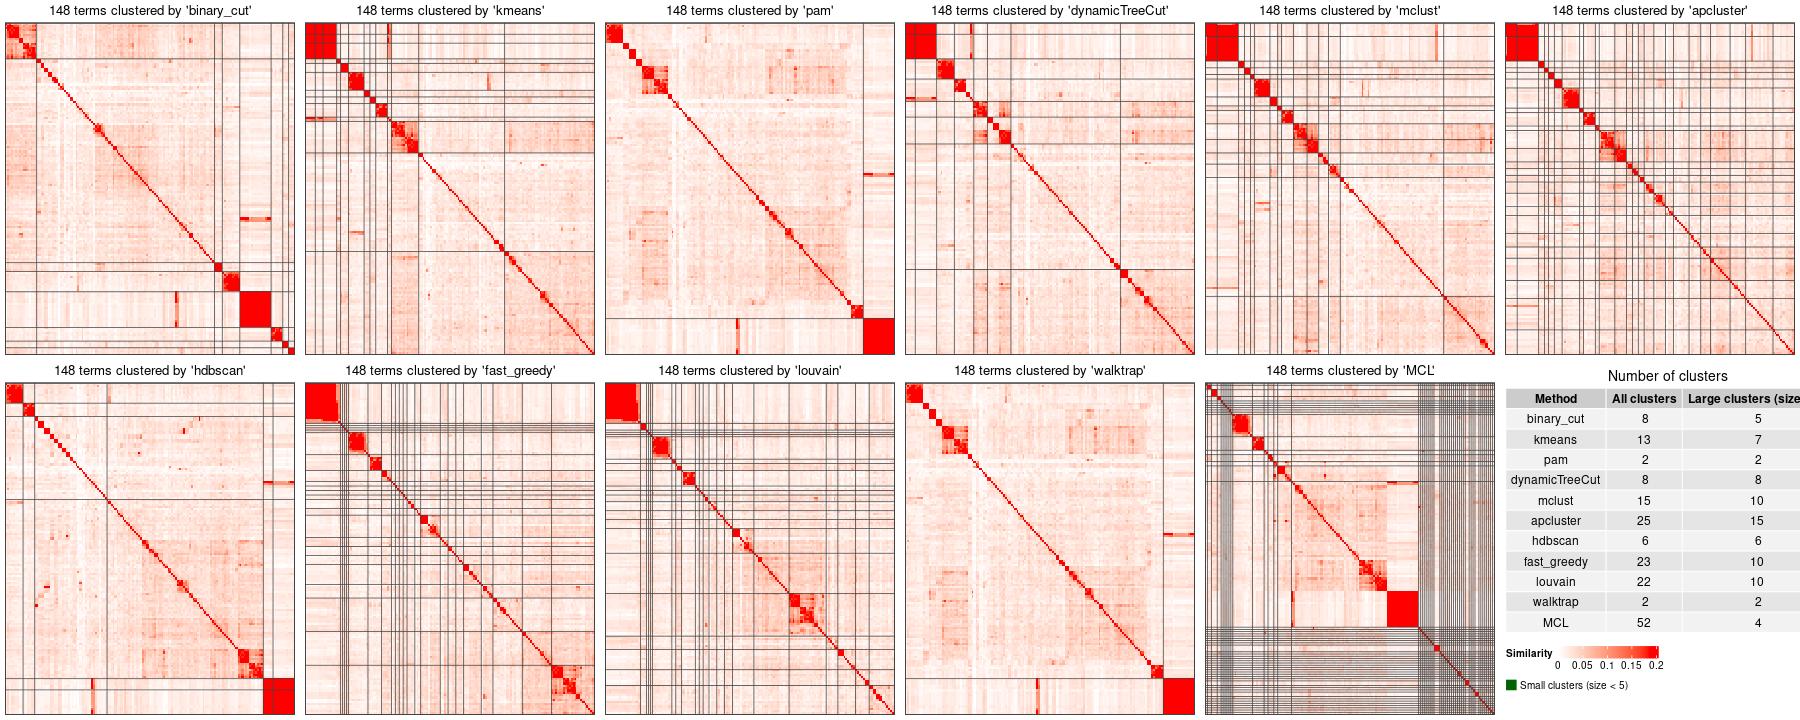 148 terms clustered by 'binary_cut'
148 terms clustered by 'kmeans'
148 terms clustered by 'pam'
148 terms clustered by 'dynamicTreeCut'
148 terms clustered by 'mclust'
148 terms clustered by 'apcluster'
148 terms clustered by 'hdbscan'
148 terms clustered by 'fast_greedy'
148 terms clustered by 'louvain'
148 terms clustered by 'walktrap'
148 terms clustered by 'MCL'
Number of clusters
Method All clusters Large clusters (size
binary_cut 8 5
kmeans 13 7
pam 2 2
dynamicTreeCut 8 8
mclust 15 10
apcluster 25 15
hdbscan 6 6
fast_greedy 23 10
louvain 22 10
walktrap 2 2
MCL 52 4
Similarity
0 0.05 0.1 0.15 0.2
Small clusters (size < 5)